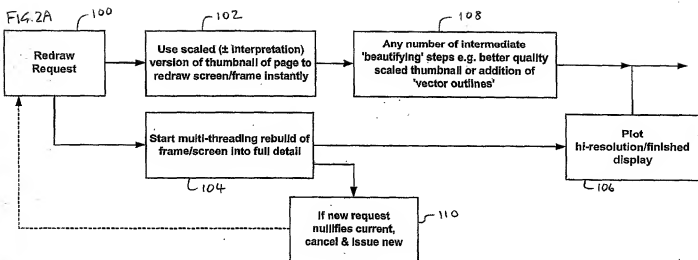 FIG.2A
100
Redraw
Request
102
Use scaled (± interpretation)
version of thumbnail of page to
redraw screen/frame instantly
108
Any number of intermediate
'beautifying' steps e.g. better quality
scaled thumbnail or addition of
'vector outlines'
Start multi-threading rebuild of
frame/screen into full detail
104
Plot
hi-resolution/finished
display
106
If new request
nullifies current,
cancel & issue new
110